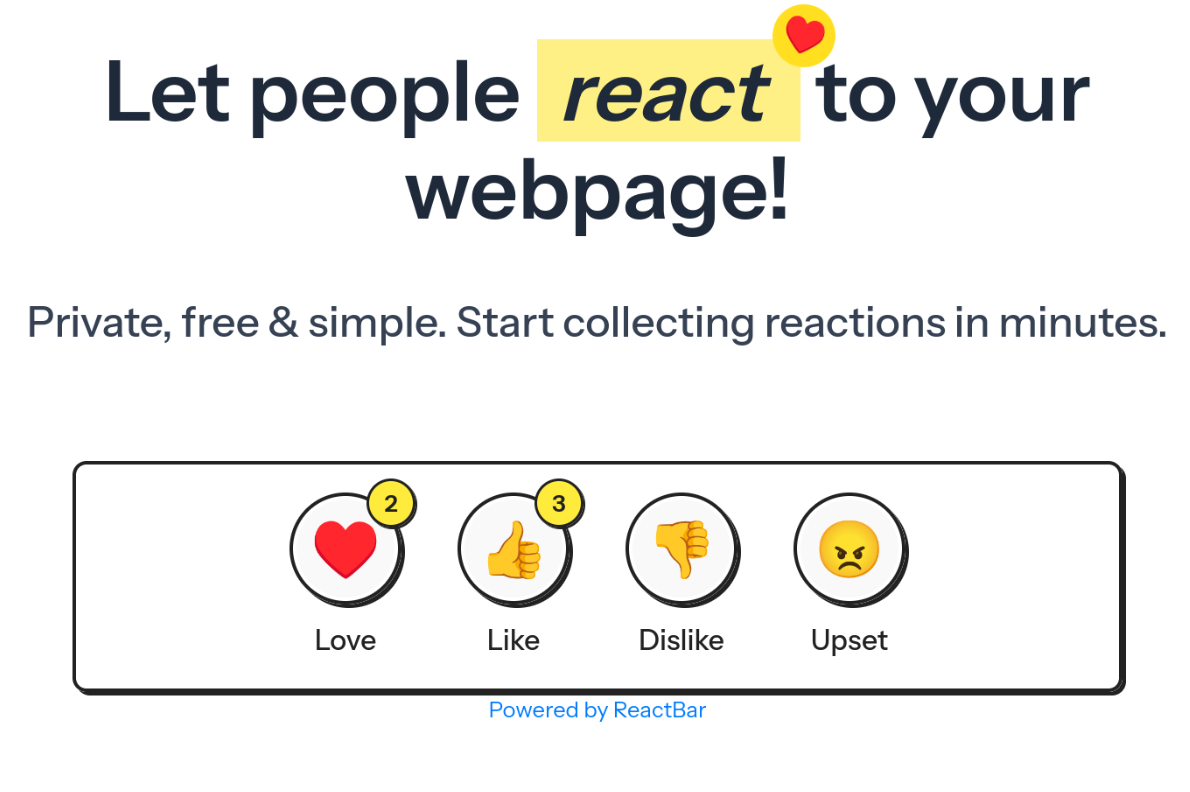 Let people react to your
webpage!
Private, free & simple. Start collecting reactions in minutes.
2
3
Love
Like
Dislike
Upset
Powered by ReactBar